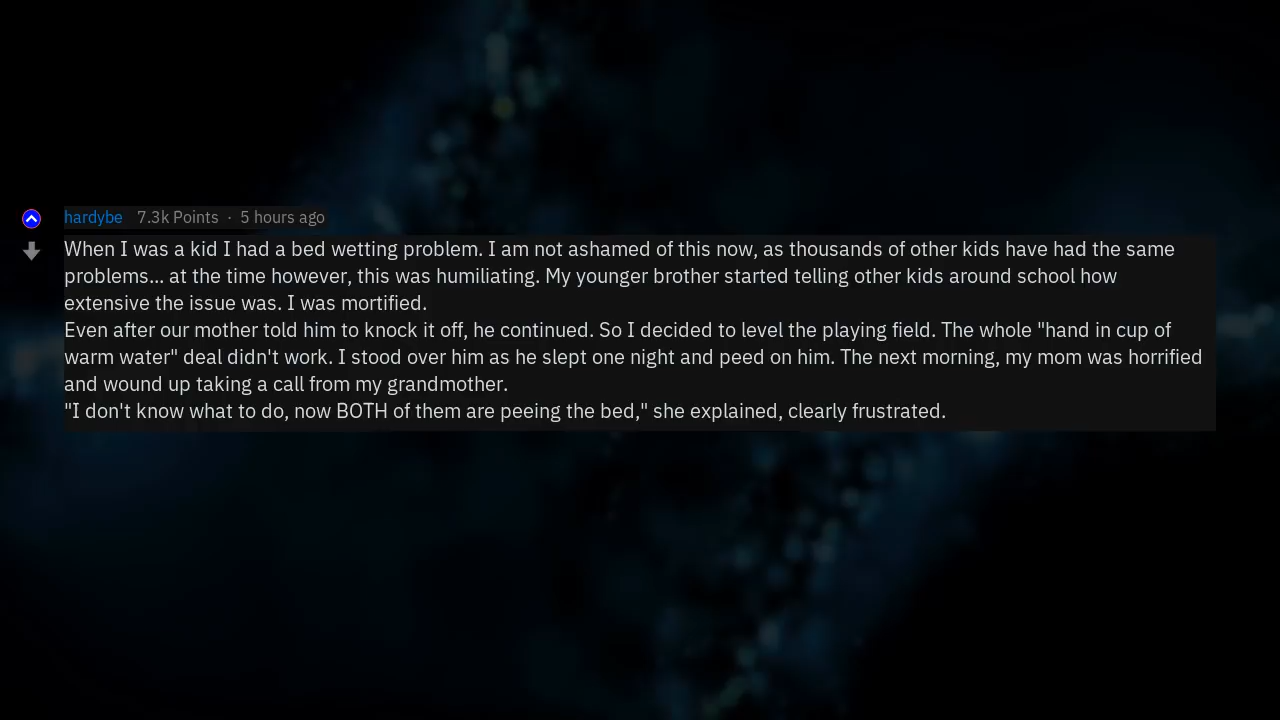 hardybe 7.3k Points · 5 hours ago
When I was a kid I had a bed wetting problem. I am not ashamed of this now, as thousands of other kids have had the same
problems... at the time however, this was humiliating. My younger brother started telling other kids around school how
extensive the issue was. I was mortified.
Even after our mother told him to knock it off, he continued. So I decided to level the playing field. The whole "hand in cup of
warm water" deal didn't work. I stood over him as he slept one night and peed on him. The next morning, my mom was horrified
and wound up taking a call from my grandmother.
"I don't know what to do, now BOTH of them are peeing the bed," she explained, clearly frustrated.